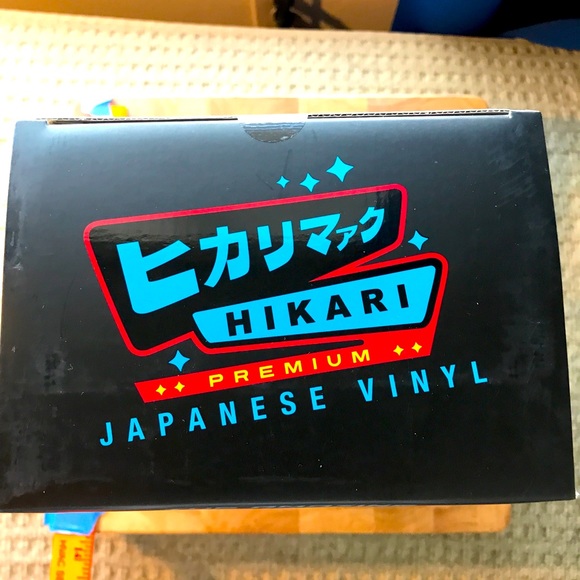 ヒカリマァク
HIKARI
PREMIUM
JAPANESE VINYL